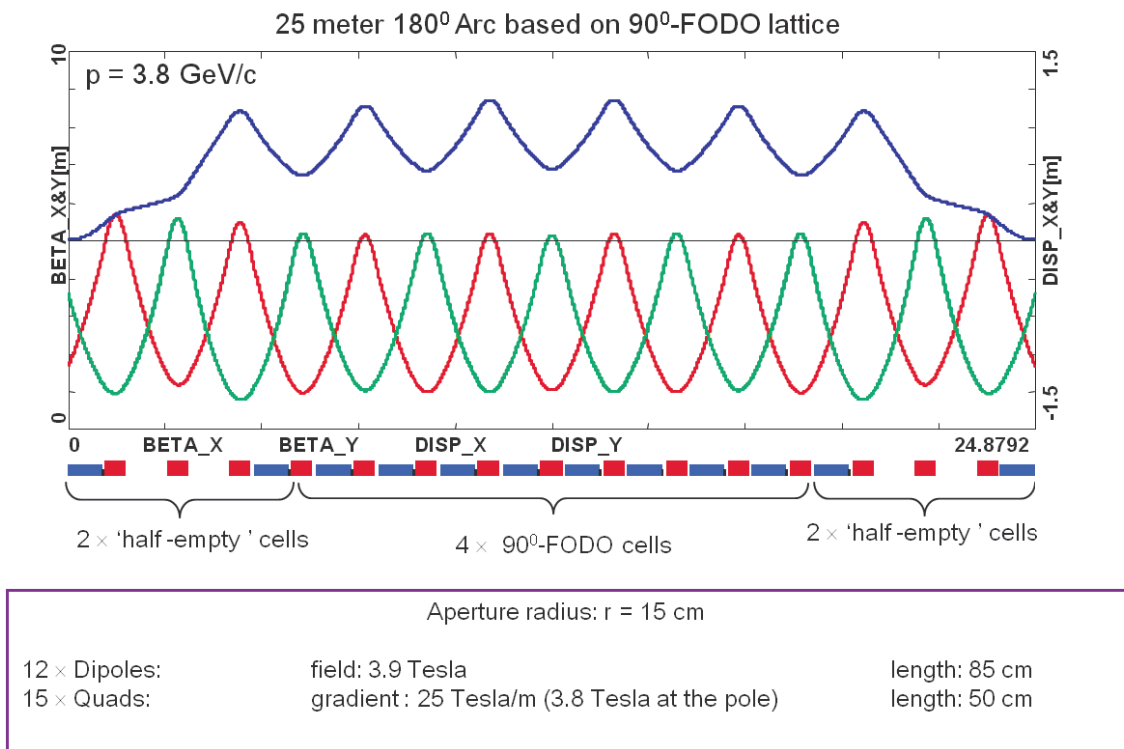 25 meter 180⁰ Arc based on 90⁰-FODO lattice
10
1.5
p = 3.8 GeV/c
BETA_X&Y[m]
DISP_X&Y[m]
0
-1.5
0 BETA_X BETA_Y DISP_X DISP_Y 24.8792
2 × 'half-empty ' cells
4 × 90⁰-FODO cells
2 × 'half-empty ' cells
Aperture radius: r = 15 cm
12 × Dipoles: field: 3.9 Tesla length: 85 cm
15 × Quads: gradient : 25 Tesla/m (3.8 Tesla at the pole) length: 50 cm